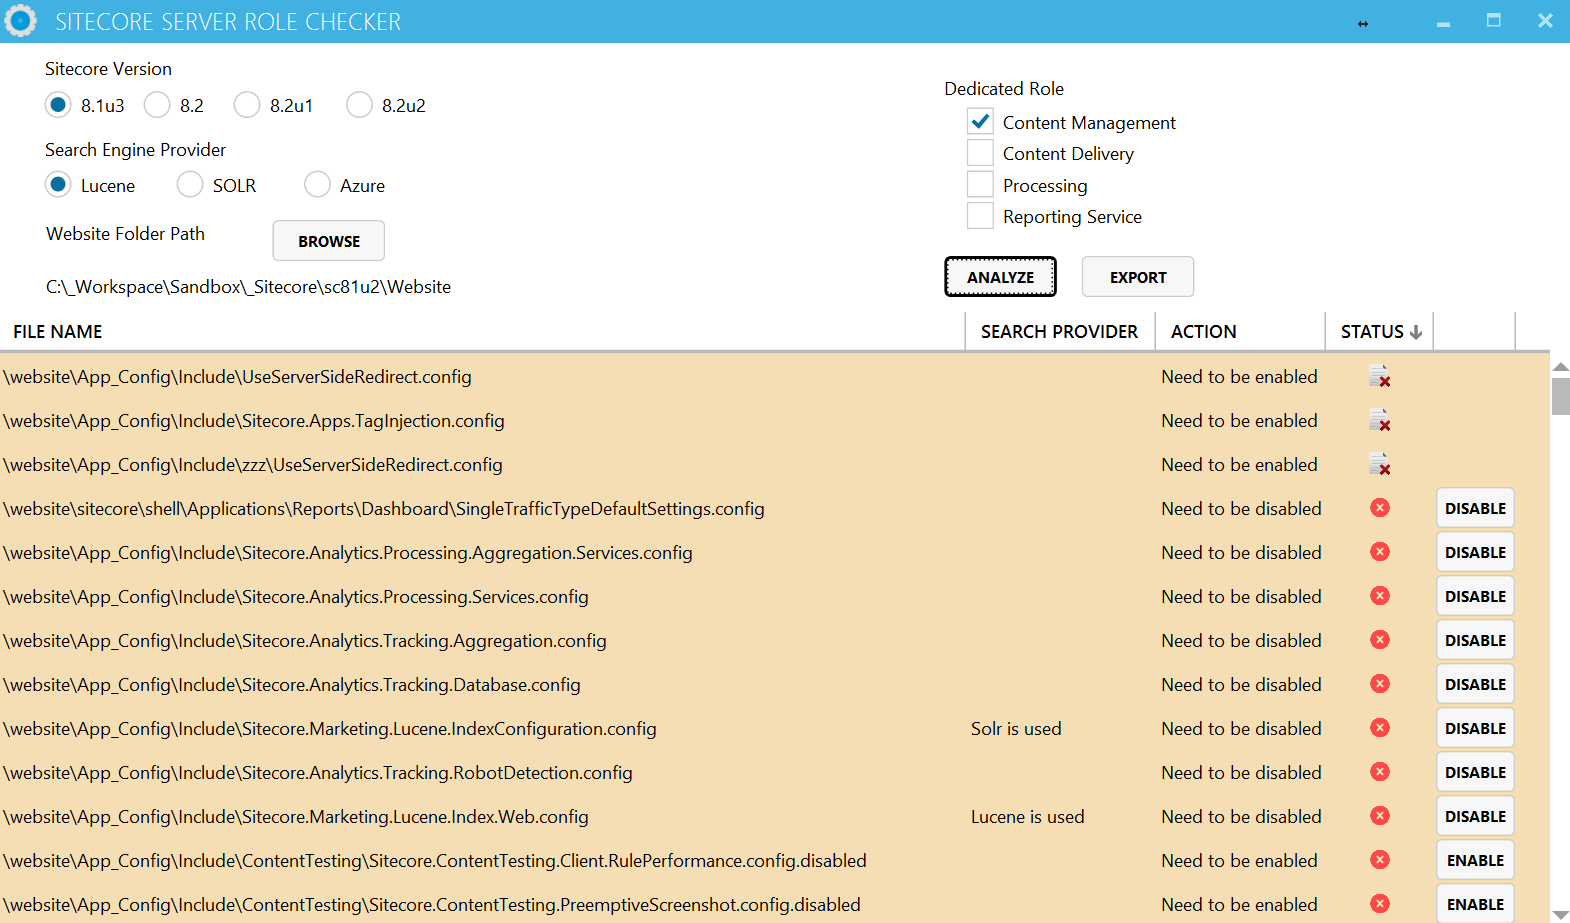 SITECORE SERVER ROLE CHECKER
Sitecore Version
8.1u3 8.2 8.2u1 8.2u2
Search Engine Provider
Lucene SOLR Azure
Website Folder Path BROWSE
C:\_Workspace\Sandbox\_Sitecore\sc81u2\Website
Dedicated Role
Content Management
Content Delivery
Processing
Reporting Service
ANALYZE EXPORT
FILE NAME SEARCH PROVIDER ACTION STATUS
\website\App_Config\Include\UseServerSideRedirect.config Need to be enabled
\website\App_Config\Include\Sitecore.Apps.TagInjection.config Need to be enabled
\website\App_Config\Include\zzz\UseServerSideRedirect.config Need to be enabled
\website\sitecore\shell\Applications\Reports\Dashboard\SingleTrafficTypeDefaultSettings.config Need to be disabled DISABLE
\website\App_Config\Include\Sitecore.Analytics.Processing.Aggregation.Services.config Need to be disabled DISABLE
\website\App_Config\Include\Sitecore.Analytics.Processing.Services.config Need to be disabled DISABLE
\website\App_Config\Include\Sitecore.Analytics.Tracking.Aggregation.config Need to be disabled DISABLE
\website\App_Config\Include\Sitecore.Analytics.Tracking.Database.config Need to be disabled DISABLE
\website\App_Config\Include\Sitecore.Marketing.Lucene.IndexConfiguration.config Solr is used Need to be disabled DISABLE
\website\App_Config\Include\Sitecore.Analytics.Tracking.RobotDetection.config Need to be disabled DISABLE
\website\App_Config\Include\Sitecore.Marketing.Lucene.Index.Web.config Lucene is used Need to be disabled DISABLE
\website\App_Config\Include\ContentTesting\Sitecore.ContentTesting.Client.RulePerformance.config.disabled Need to be enabled ENABLE
\website\App_Config\Include\ContentTesting\Sitecore.ContentTesting.PreemptiveScreenshot.config.disabled Need to be enabled ENABLE